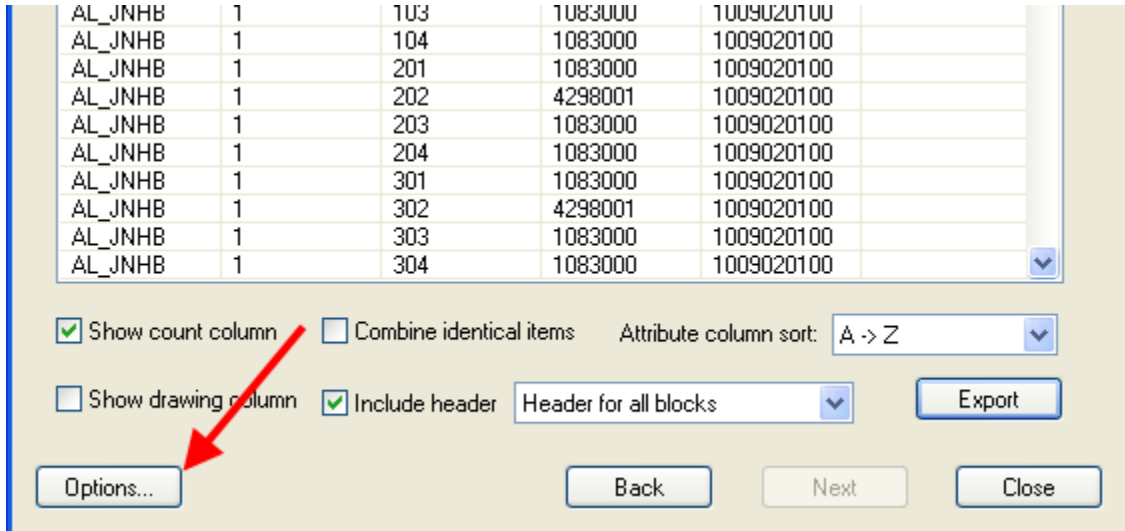 AL_JNHB 1 103 1083000 1009020100
AL_JNHB 1 104 1083000 1009020100
AL_JNHB 1 201 1083000 1009020100
AL_JNHB 1 202 4298001 1009020100
AL_JNHB 1 203 1083000 1009020100
AL_JNHB 1 204 1083000 1009020100
AL_JNHB 1 301 1083000 1009020100
AL_JNHB 1 302 4298001 1009020100
AL_JNHB 1 303 1083000 1009020100
AL_JNHB 1 304 1083000 1009020100
Show count column Combine identical items Attribute column sort: A -> Z
Show drawing column Include header Header for all blocks Export
Options... Back Next Close